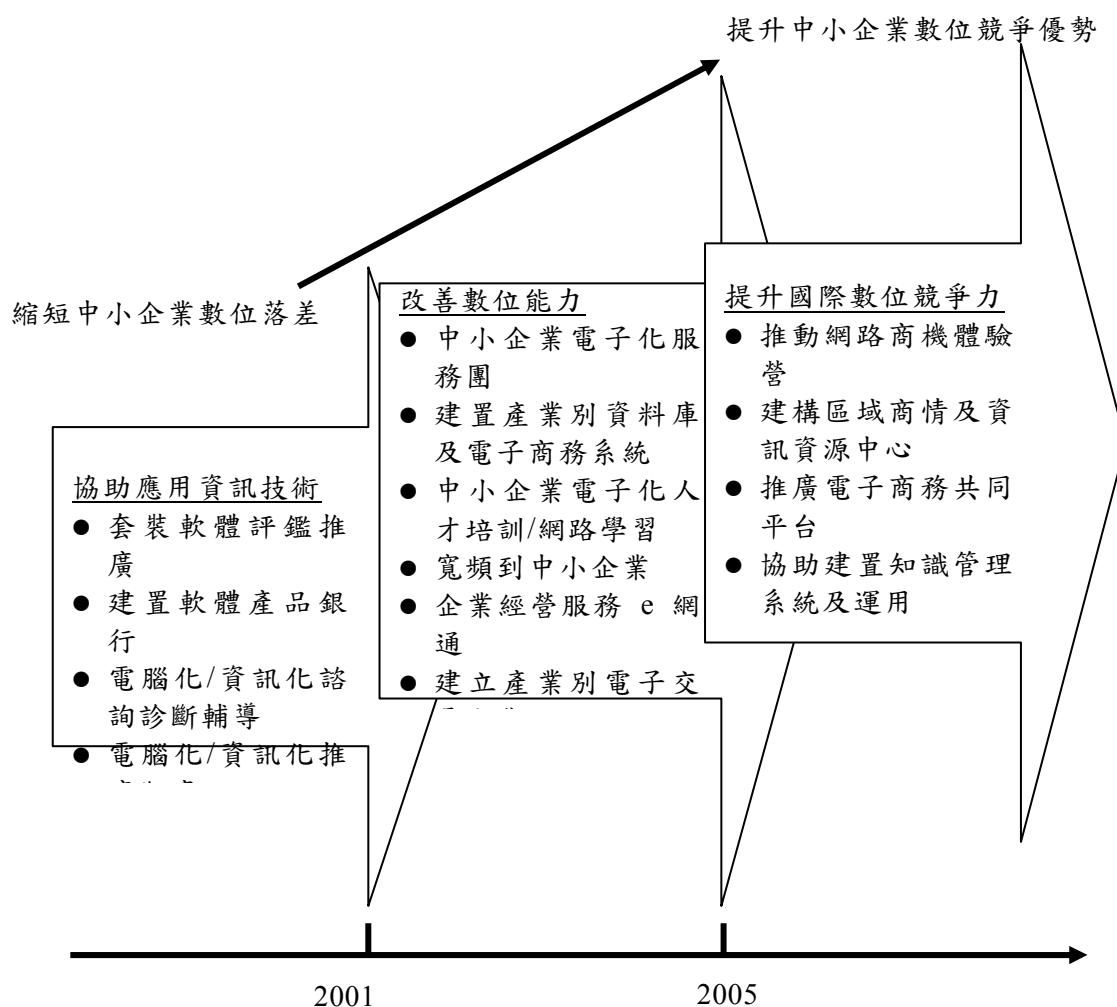 提升中小企業數位競爭優勢
縮短中小企業數位落差
協助應用資訊技術
● 套裝軟體評鑑推
廣
● 建置軟體產品銀
行
● 電腦化/資訊化諮
詢診斷輔導
● 電腦化/資訊化推
改善數位能力
● 中小企業電子化服
務團
● 建置產業別資料庫
及電子商務系統
● 中小企業電子化人
才培訓/網路學習
● 寬頻到中小企業
● 企業經營服務 e 網
通
● 建立產業別電子交
提升國際數位競爭力
● 推動網路商機體驗
營
● 建構區域商情及資
訊資源中心
● 推廣電子商務共同
平台
● 協助建置知識管理
系統及運用
2001
2005